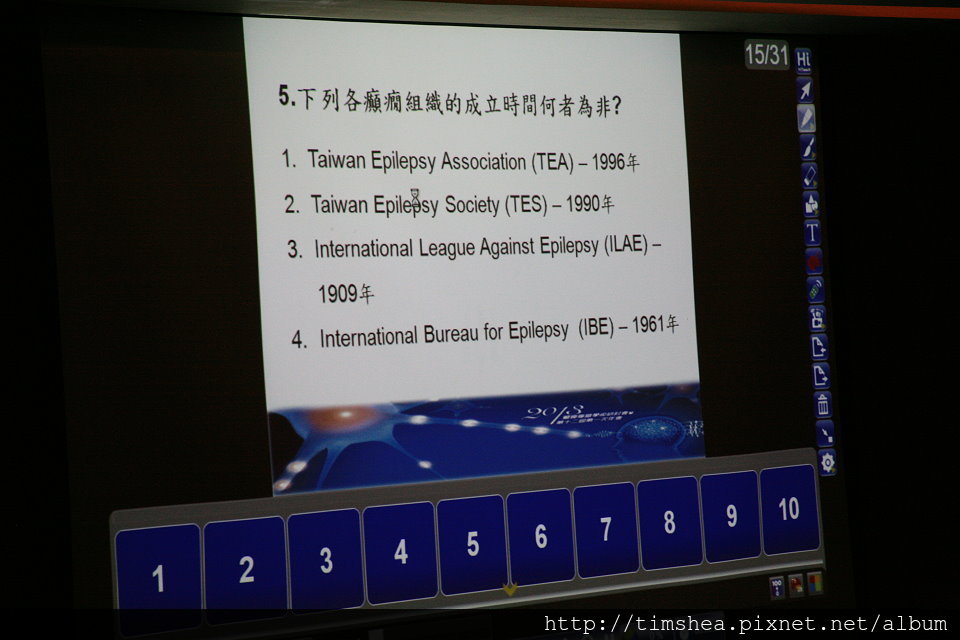 15/31
Hi
5.下列各癲癇組織的成立時間何者為非?
1. Taiwan Epilepsy Association (TEA) – 1996年
2. Taiwan Epilepsy Society (TES) – 1990年
3. International League Against Epilepsy (ILAE) –
1909年
4. International Bureau for Epilepsy (IBE) – 1961年
T
1 2 3 4 5 6 7 8 9 10
100
http://timshea.pixnet.net/album